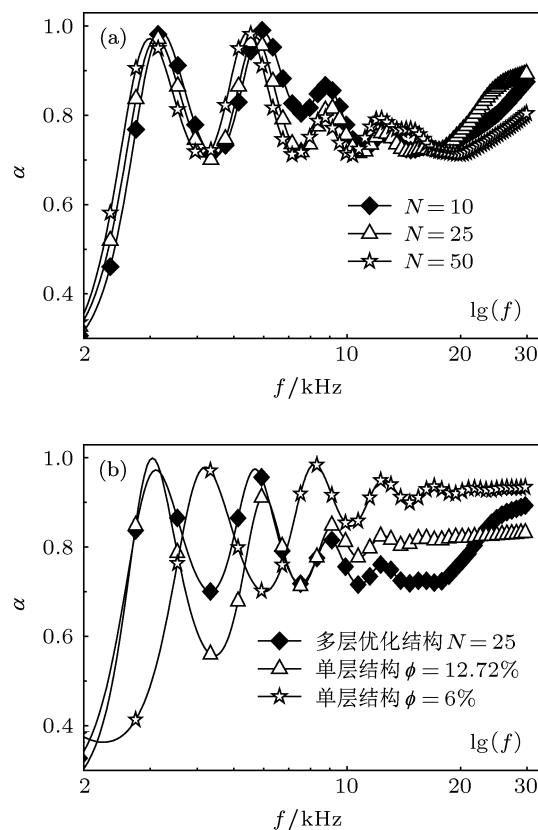 (a)
1.0
0.8
0.6
0.4
α
N = 10
N = 25
N = 50
lg(f)
2
10
20
30
f/kHz
(b)
1.0
0.8
0.6
0.4
α
多层优化结构 N = 25
单层结构 ϕ = 12.72%
单层结构 ϕ = 6%
lg(f)
2
10
20
30
f/kHz